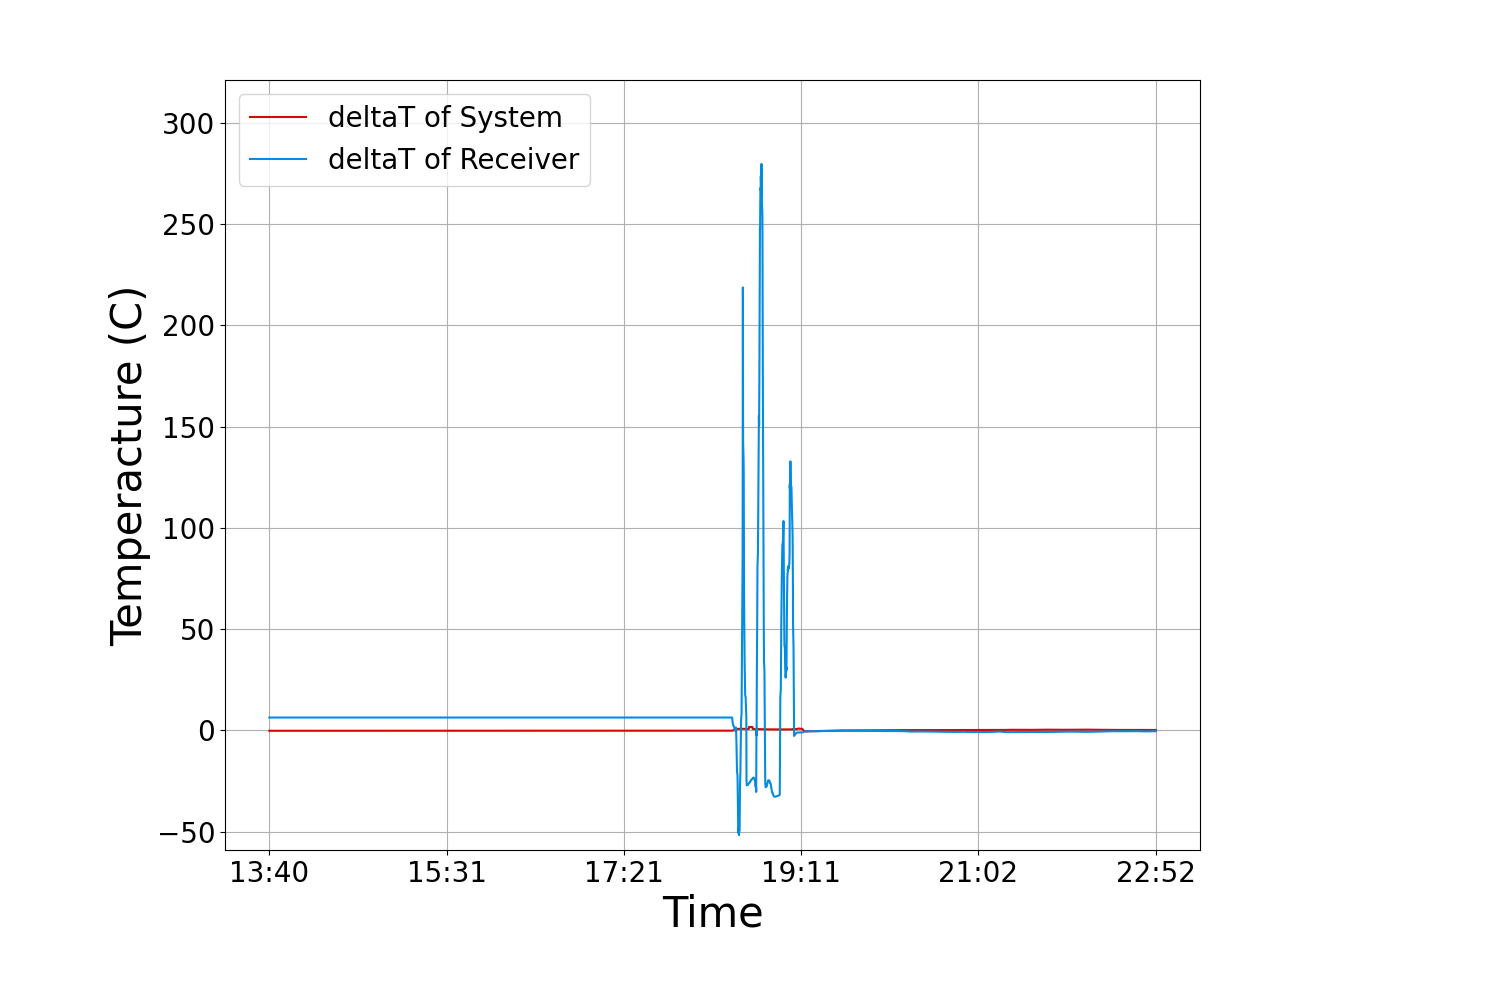 deltaT of System
deltaT of Receiver
300
250
200
150
100
50
0
−50
Temperacture (C)
13:40 15:31 17:21 19:11 21:02 22:52
Time